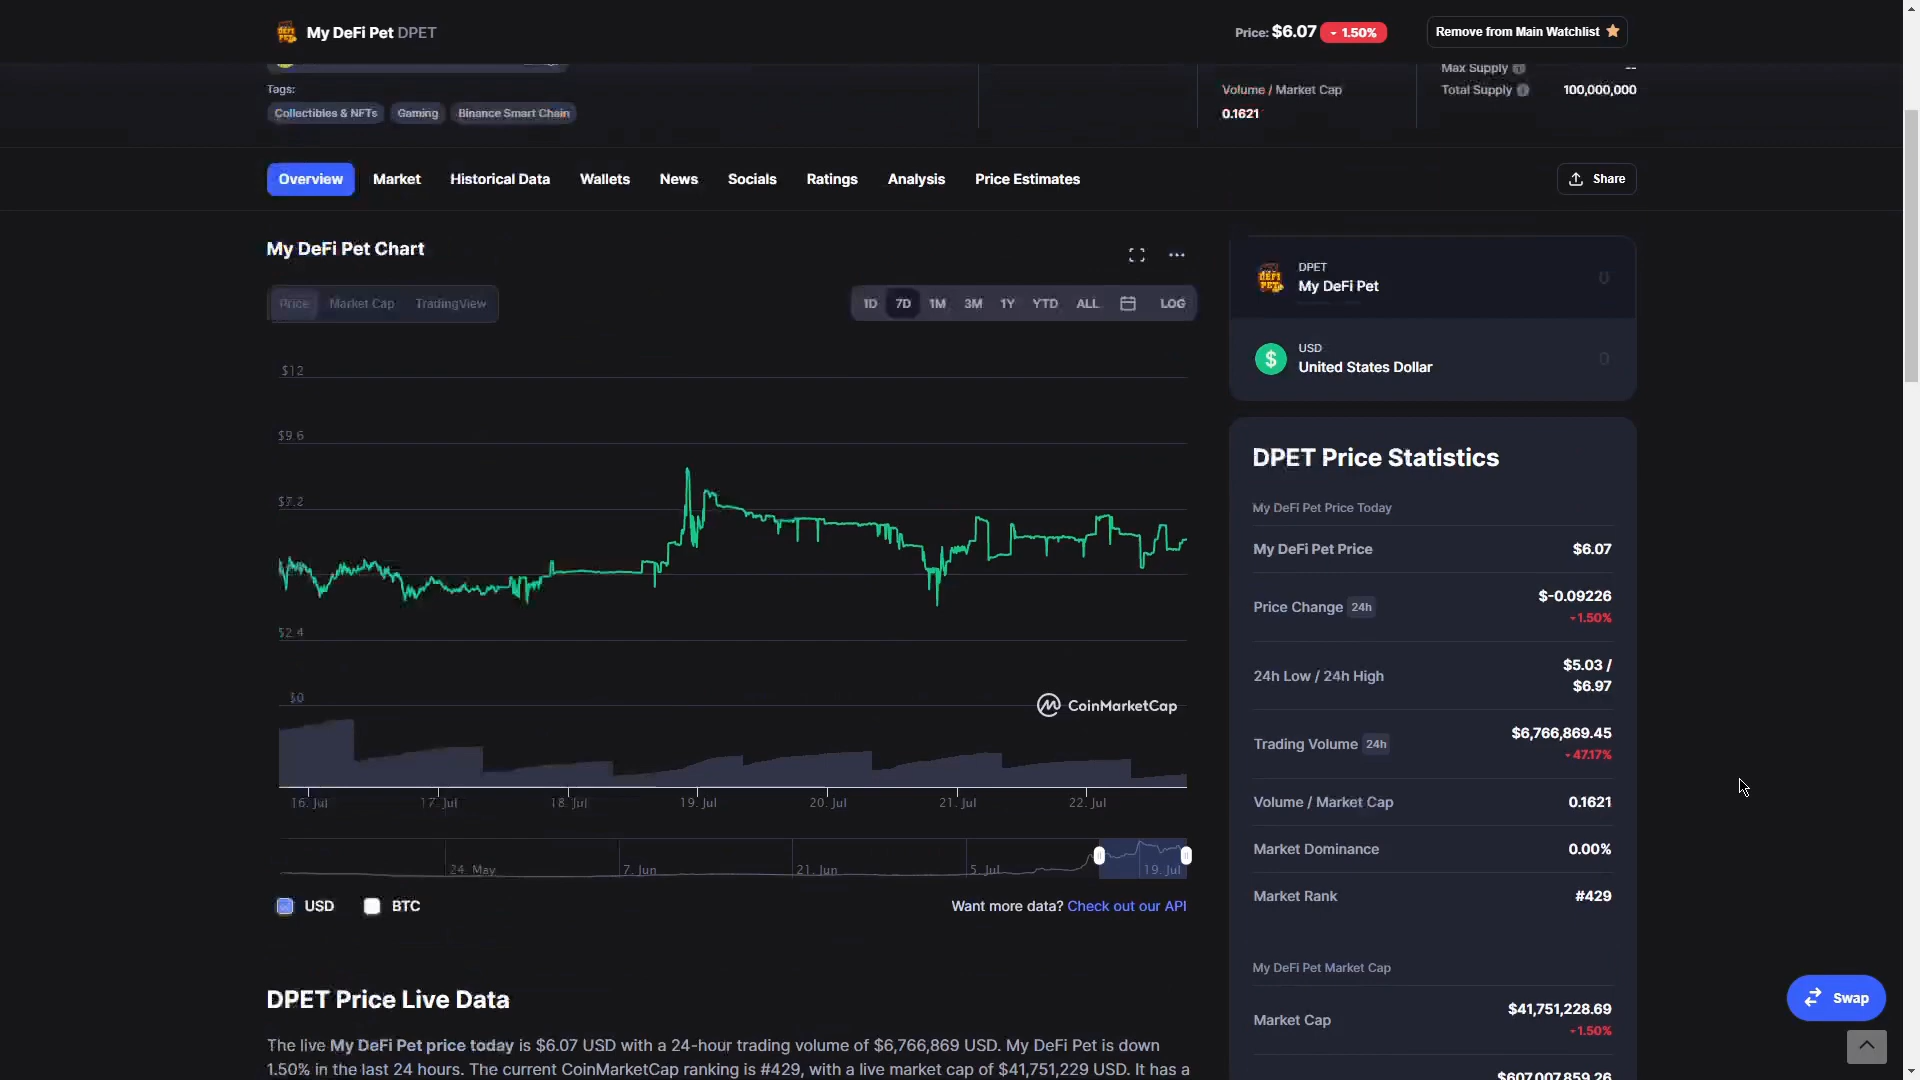 My DeFi Pet DPET
Price: $6.07 1.50%
Remove from Main Watchlist
Tags:
Collectibles & NFTs Gaming Binance Smart Chain
Volume / Market Cap
0.1621
Max Supply --
Total Supply 100,000,000
Overview Market Historical Data Wallets News Socials Ratings Analysis Price Estimates
Share
My DeFi Pet Chart
Price Market Cap TradingView
1D 7D 1M 3M 1Y YTD ALL LOG
$12
$9.6
$7.2
$2.4
$0
CoinMarketCap
16. Jul 17. Jul 18. Jul 19. Jul 20. Jul 21. Jul 22. Jul
24. May 7. Jun 21. Jun 5. Jul 19. Jul
USD BTC
Want more data? Check out our API
DPET Price Live Data
The live My DeFi Pet price today is $6.07 USD with a 24-hour trading volume of $6,766,869 USD. My DeFi Pet is down
1.50% in the last 24 hours. The current CoinMarketCap ranking is #429, with a live market cap of $41,751,229 USD. It has a
DPET
My DeFi Pet
0
USD
United States Dollar
0
DPET Price Statistics
My DeFi Pet Price Today
My DeFi Pet Price $6.07
Price Change 24h $-0.09226
1.50%
24h Low / 24h High $5.03 /
$6.97
Trading Volume 24h $6,766,869.45
47.17%
Volume / Market Cap 0.1621
Market Dominance 0.00%
Market Rank #429
My DeFi Pet Market Cap
Market Cap $41,751,228.69
1.50%
$607,007,859.26
Swap